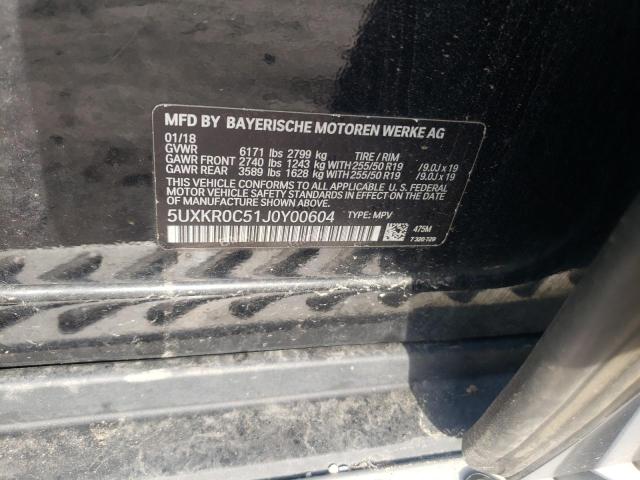 MFD BY BAYERISCHE MOTOREN WERKE AG
01/18
GVWR 6171 lbs 2799 kg TIRE / RIM
GAWR FRONT 2740 lbs 1243 kg WITH 255/50 R19 /9.0J x 19
GAWR REAR 3589 lbs 1628 kg WITH 255/50 R19 /9.0J x 19
THIS VEHICLE CONFORMS TO ALL APPLICABLE U.S. FEDERAL
MOTOR VEHICLE SAFETY STANDARDS IN EFFECT ON THE
DATE OF MANUFACTURE SHOWN ABOVE.
5UXKR0C51J0Y00604 TYPE: MPV
475M